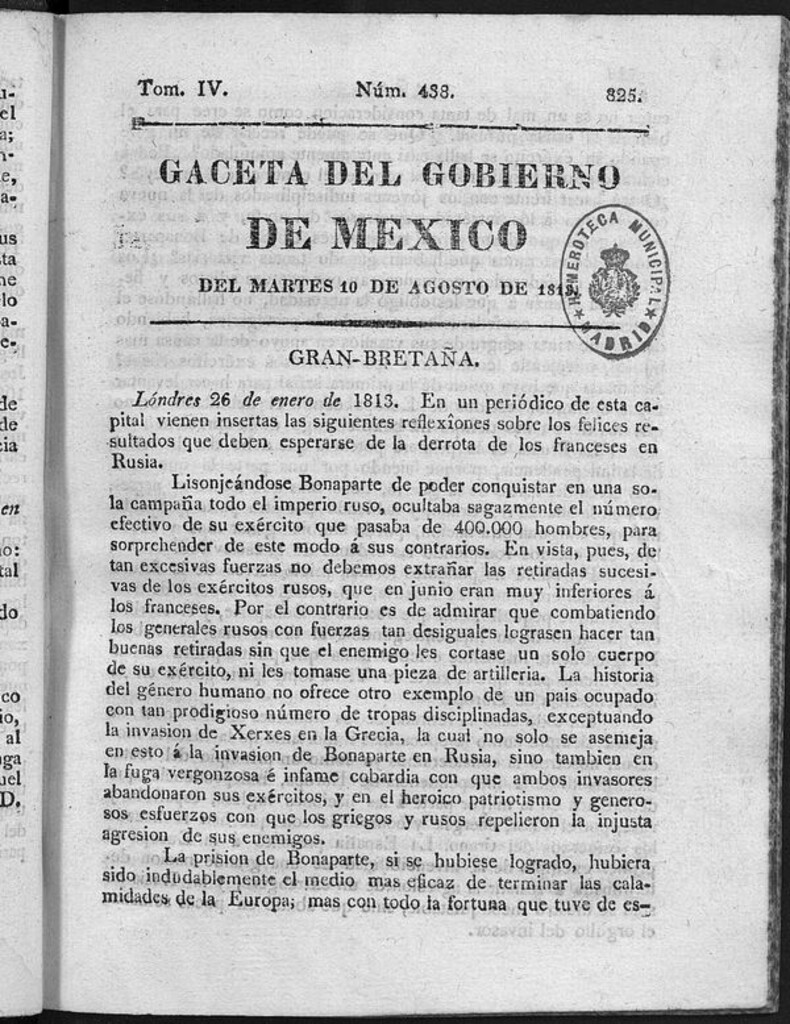 Tom. IV. Núm. 438. 825.
GACETA DEL GOBIERNO
DE MEXICO
DEL MARTES 10 DE AGOSTO DE 1813.
HEMEROTECA MUNICIPAL
MADRID
GRAN-BRETAÑA.
Lóndres 26 de enero de 1813. En un periódico de esta ca-
pital vienen insertas las siguientes reflexîones sobre los felices re-
sultados que deben esperarse de la derrota de los franceses en
Rusia.
Lisonjeándose Bonaparte de poder conquistar en una so-
la campaña todo el imperio ruso, ocultaba sagazmente el número
efectivo de su exército que pasaba de 400.000 hombres, para
sorprehender de este modo á sus contrarios. En vista, pues, de
tan excesivas fuerzas no debemos extrañar las retiradas sucesi-
vas de los exércitos rusos, que en junio eran muy inferiores á
los franceses. Por el contrario es de admirar que combatiendo
los generales rusos con fuerzas tan desiguales lograsen hacer tan
buenas retiradas sin que el enemigo les cortase un solo cuerpo
de su exército, ni les tomase una pieza de artilleria. La historia
del género humano no ofrece otro exemplo de un pais ocupado
con tan prodigioso número de tropas disciplinadas, exceptuando
la invasion de Xerxes en la Grecia, la cual no solo se asemeja
en esto á la invasion de Bonaparte en Rusia, sino tambien en
la fuga vergonzosa é infame cobardia con que ambos invasores
abandonaron sus exércitos, y en el heroico patriotismo y genero-
sos esfuerzos con que los griegos y rusos repelieron la injusta
agresion de sus enemigos.
La prision de Bonaparte, si se hubiese logrado, hubiera
sido indudablemente el medio mas eficaz de terminar las cala-
midades de la Europa; mas con todo la fortuna que tuve de es-